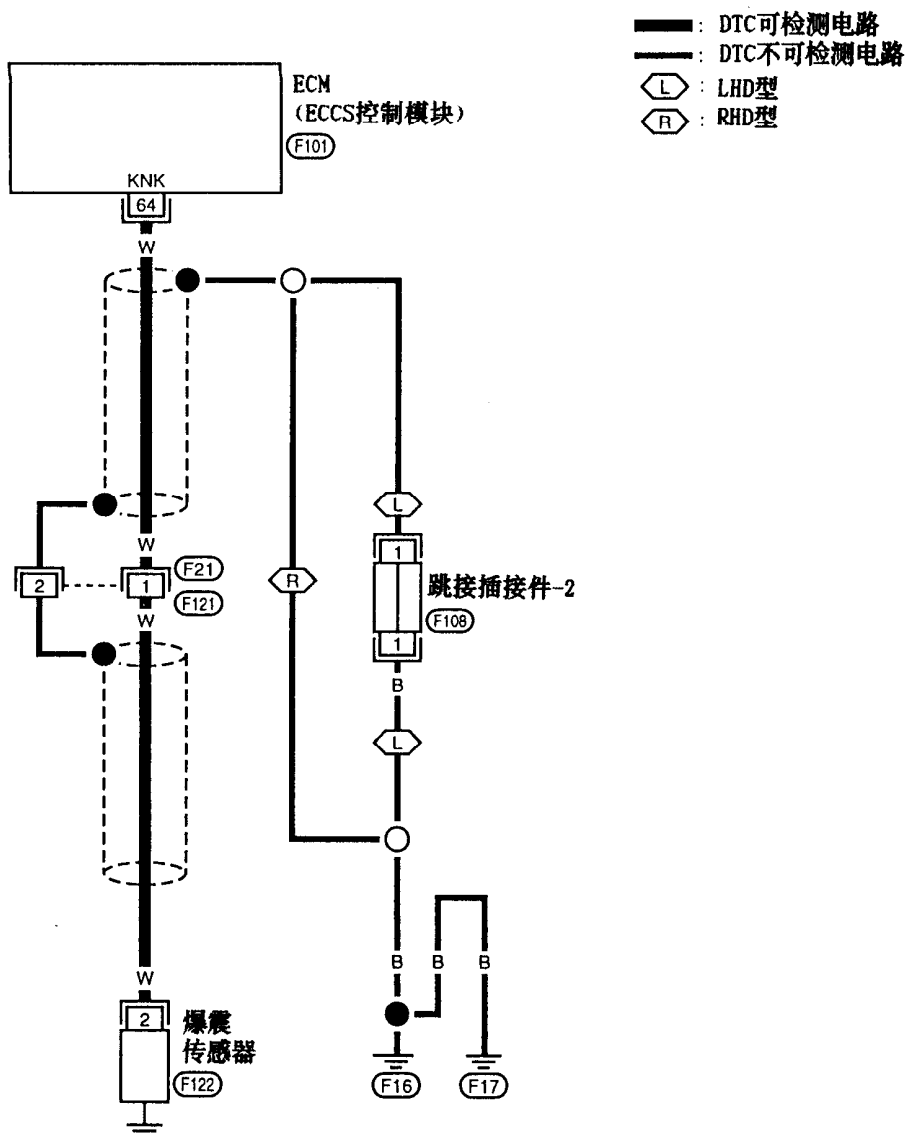 : DTC可检测电路
: DTC不可检测电路
L : LHD型
R : RHD型
ECM
(ECCS控制模块)
F101
KNK
64
W
L
W
1
2
1
F21
F121
R
跳接插接件-2
F108
W
1
B
L
B
B
B
W
2
爆震
传感器
F122
F16
F17